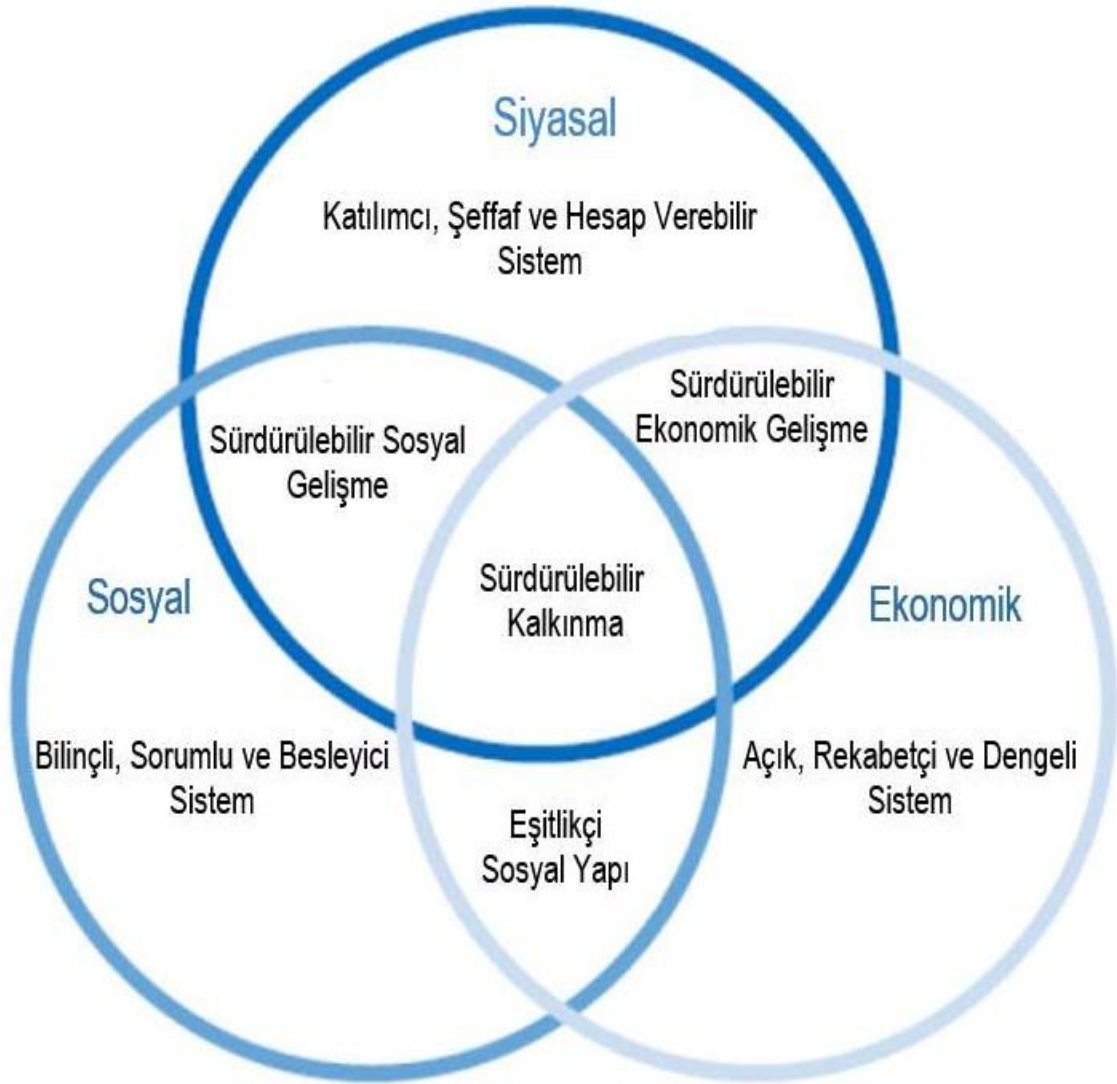 Siyasal
Katılımcı, Şeffaf ve Hesap Verebilir
Sistem
Sürdürülebilir
Ekonomik Gelişme
Sürdürülebilir Sosyal
Gelişme
Sosyal
Sürdürülebilir
Kalkınma
Ekonomik
Bilinçli, Sorumlu ve Besleyici
Sistem
Açık, Rekabetçi ve Dengeli
Sistem
Eşitlikçi
Sosyal Yapı